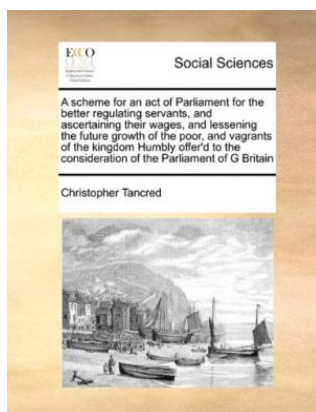 ECCO
Social Sciences
A scheme for an act of Parliament for the
better regulating servants, and
ascertaining their wages, and lessening
the future growth of the poor, and vagrants
of the kingdom Humbly offer'd to the
consideration of the Parliament of G Britain
Christopher Tancred